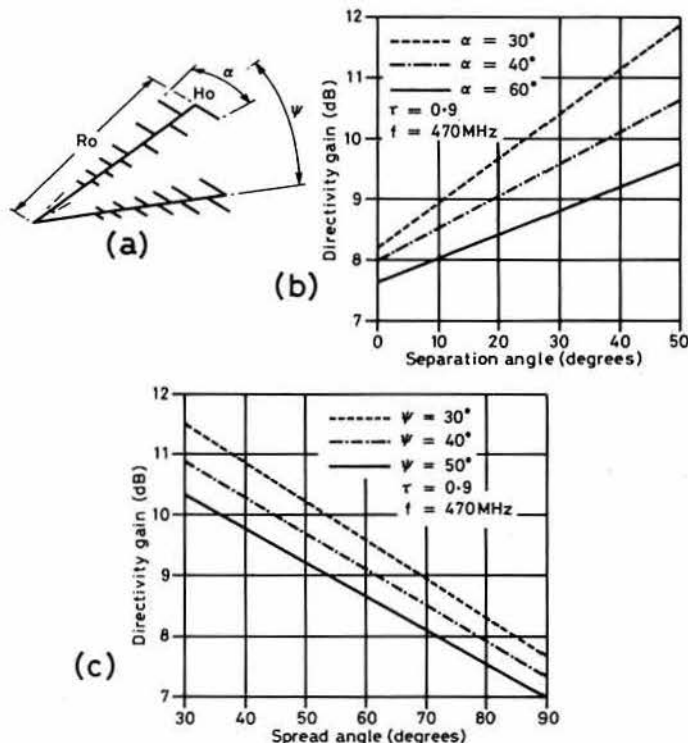 (a)
Ro
Ho
α
ψ
(b)
Directivity gain (dB)
12
11
10
9
8
7
α = 30°
α = 40°
α = 60°
τ = 0·9
f = 470MHz
0 10 20 30 40 50
Separation angle (degrees)
(c)
Directivity gain (dB)
12
11
10
9
8
7
ψ = 30°
ψ = 40°
ψ = 50°
τ = 0·9
f = 470MHz
30 40 50 60 70 80 90
Spread angle (degrees)